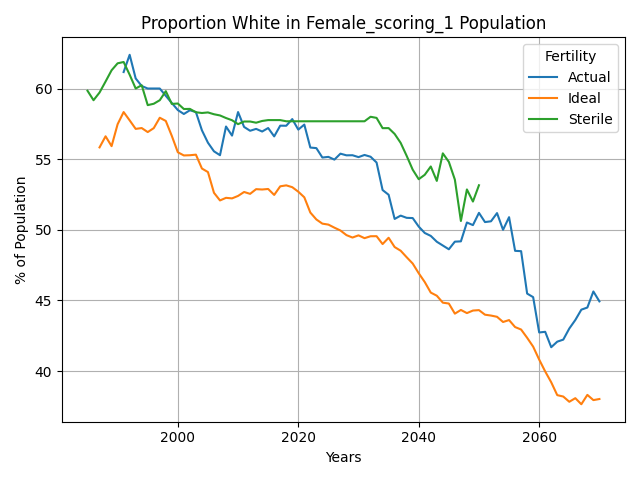 Proportion White in Female_scoring_1 Population
Fertility
Actual
Ideal
Sterile
% of Population
60
55
50
45
40
2000
2020
2040
2060
Years